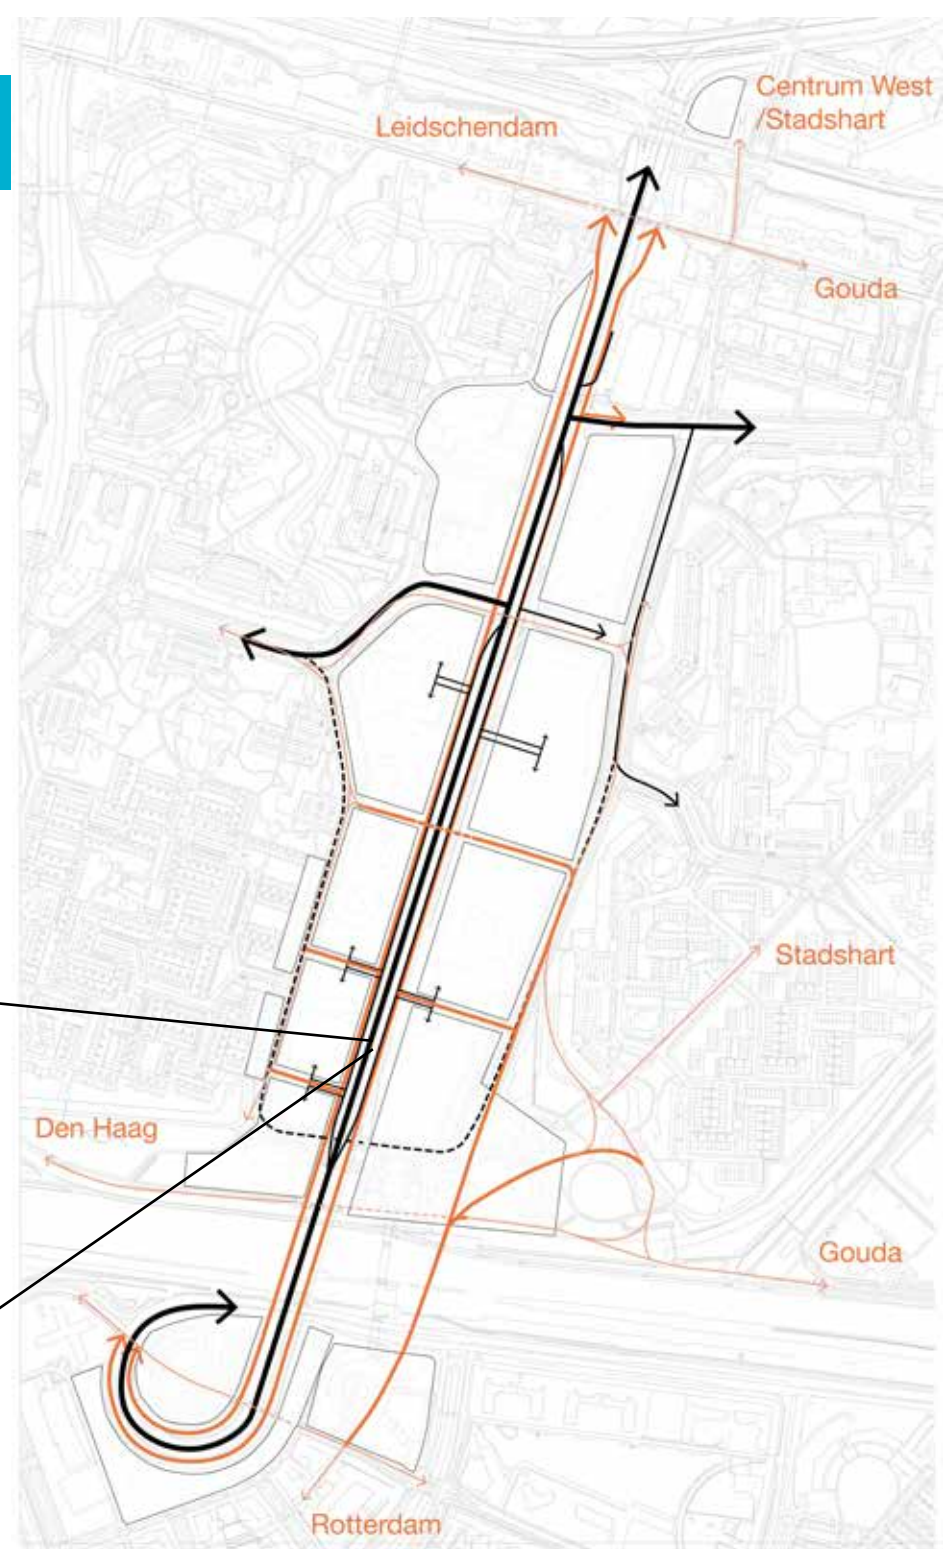 Centrum West
/Stadshart
Leidschendam
Gouda
Stadshart
Den Haag
Gouda
Rotterdam